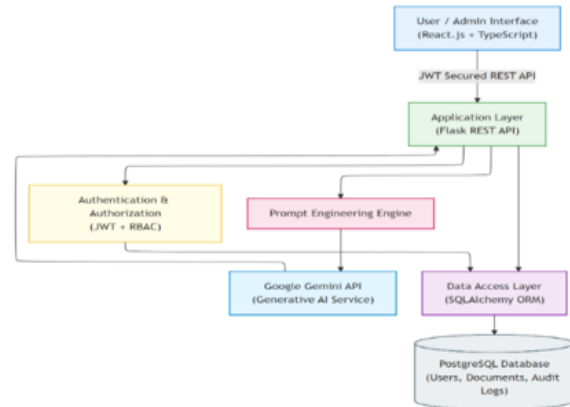 User / Admin Interface
(React.js + TypeScript)
JWT Secured REST API
Application Layer
(Flask REST API)
Authentication &
Authorization
(JWT + RBAC)
Prompt Engineering Engine
Google Gemini API
(Generative AI Service)
Data Access Layer
(SQLAlchemy ORM)
PostgreSQL Database
(Users, Documents, Audit
Logs)